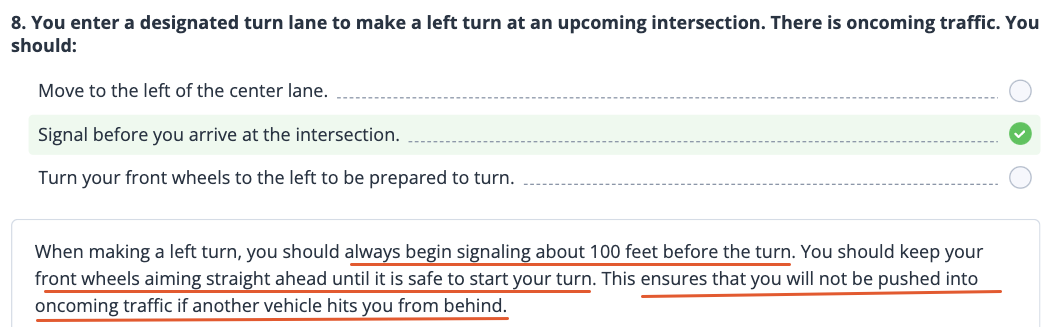 8. You enter a designated turn lane to make a left turn at an upcoming intersection. There is oncoming traffic. You
should:
Move to the left of the center lane.
Signal before you arrive at the intersection.
Turn your front wheels to the left to be prepared to turn.
When making a left turn, you should always begin signaling about 100 feet before the turn. You should keep your
front wheels aiming straight ahead until it is safe to start your turn. This ensures that you will not be pushed into
oncoming traffic if another vehicle hits you from behind.